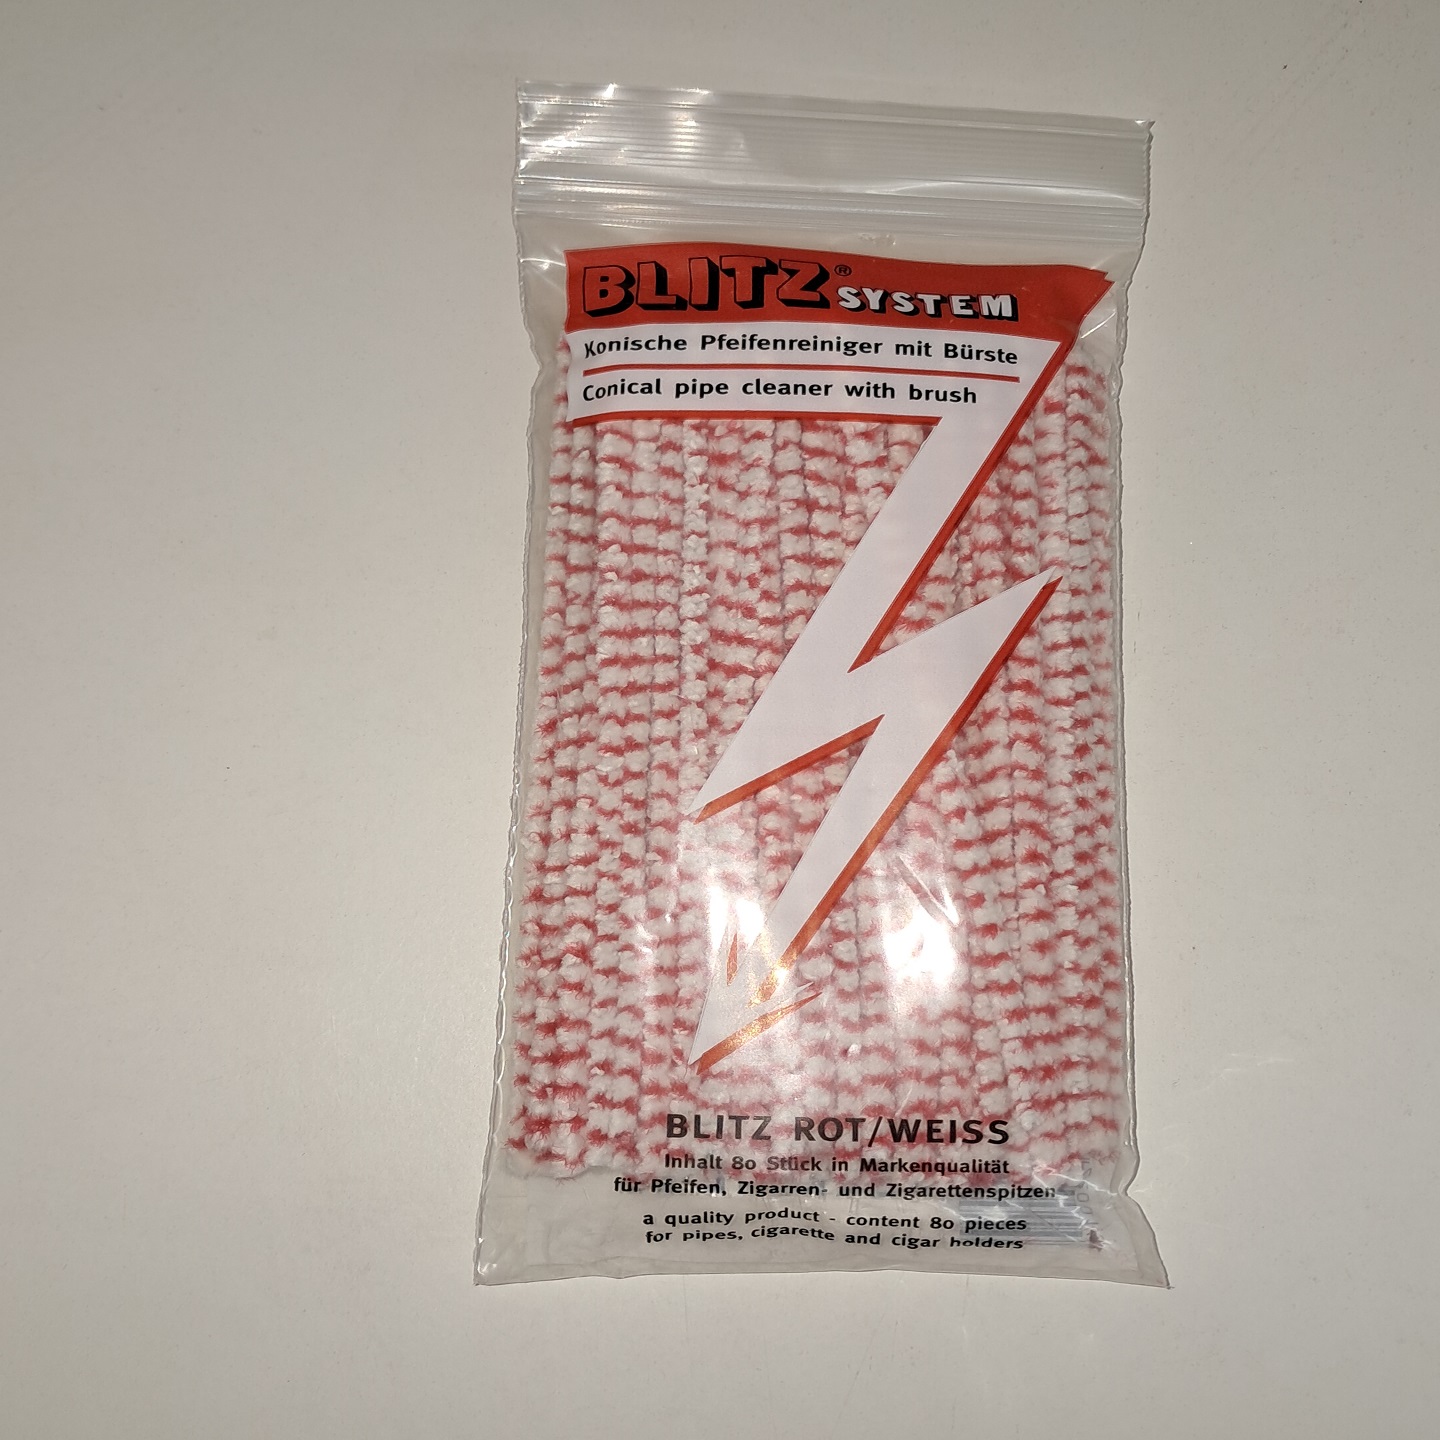 BLITZ® SYSTEM
Konische Pfeifenreiniger mit Bürste
Conical pipe cleaner with brush
BLITZ ROT/WEISS
Inhalt 80 Stück in Markenqualität
für Pfeifen, Zigarren- und Zigarettenspitzen
a quality product - content 80 pieces
for pipes, cigarette and cigar holders